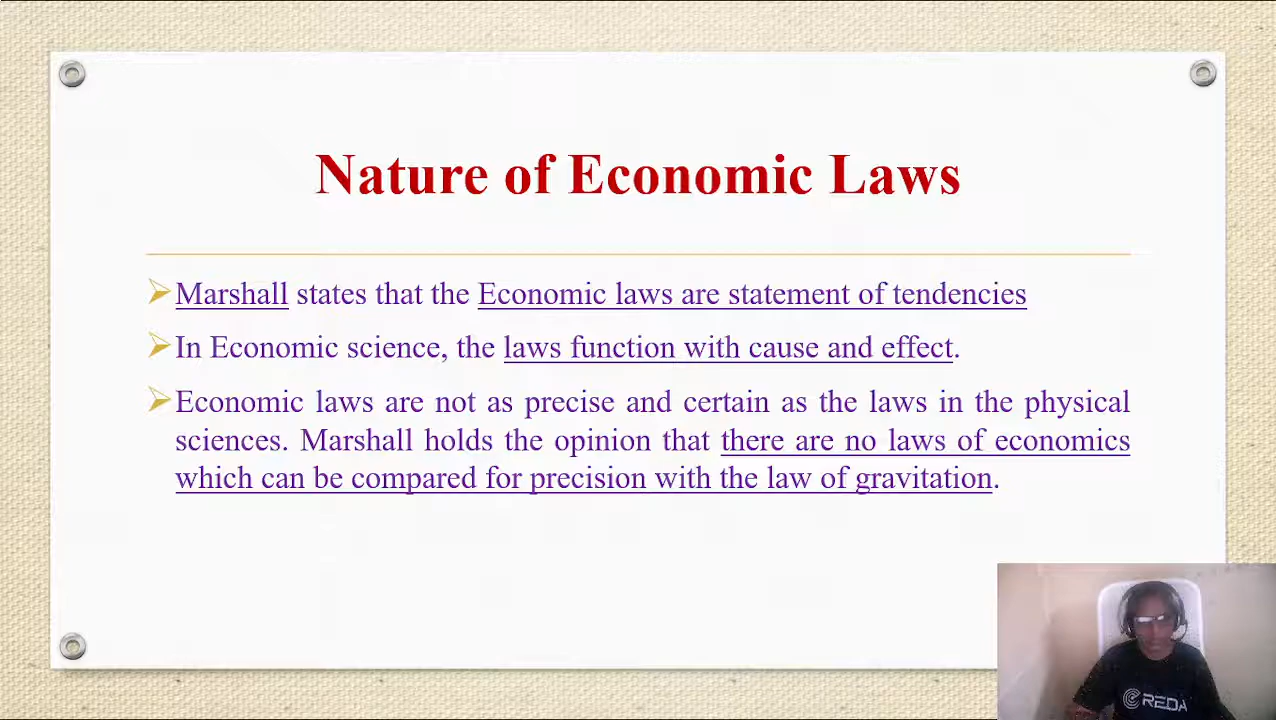 Nature of Economic Laws
Marshall states that the Economic laws are statement of tendencies
In Economic science, the laws function with cause and effect.
Economic laws are not as precise and certain as the laws in the physical
sciences. Marshall holds the opinion that there are no laws of economics
which can be compared for precision with the law of gravitation.
REDA